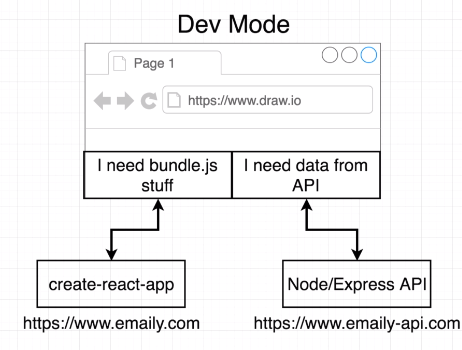 Dev Mode
Page 1
https://www.draw.io
I need bundle.js
stuff
I need data from
API
create-react-app
Node/Express API
https://www.emaily.com
https://www.emaily-api.com